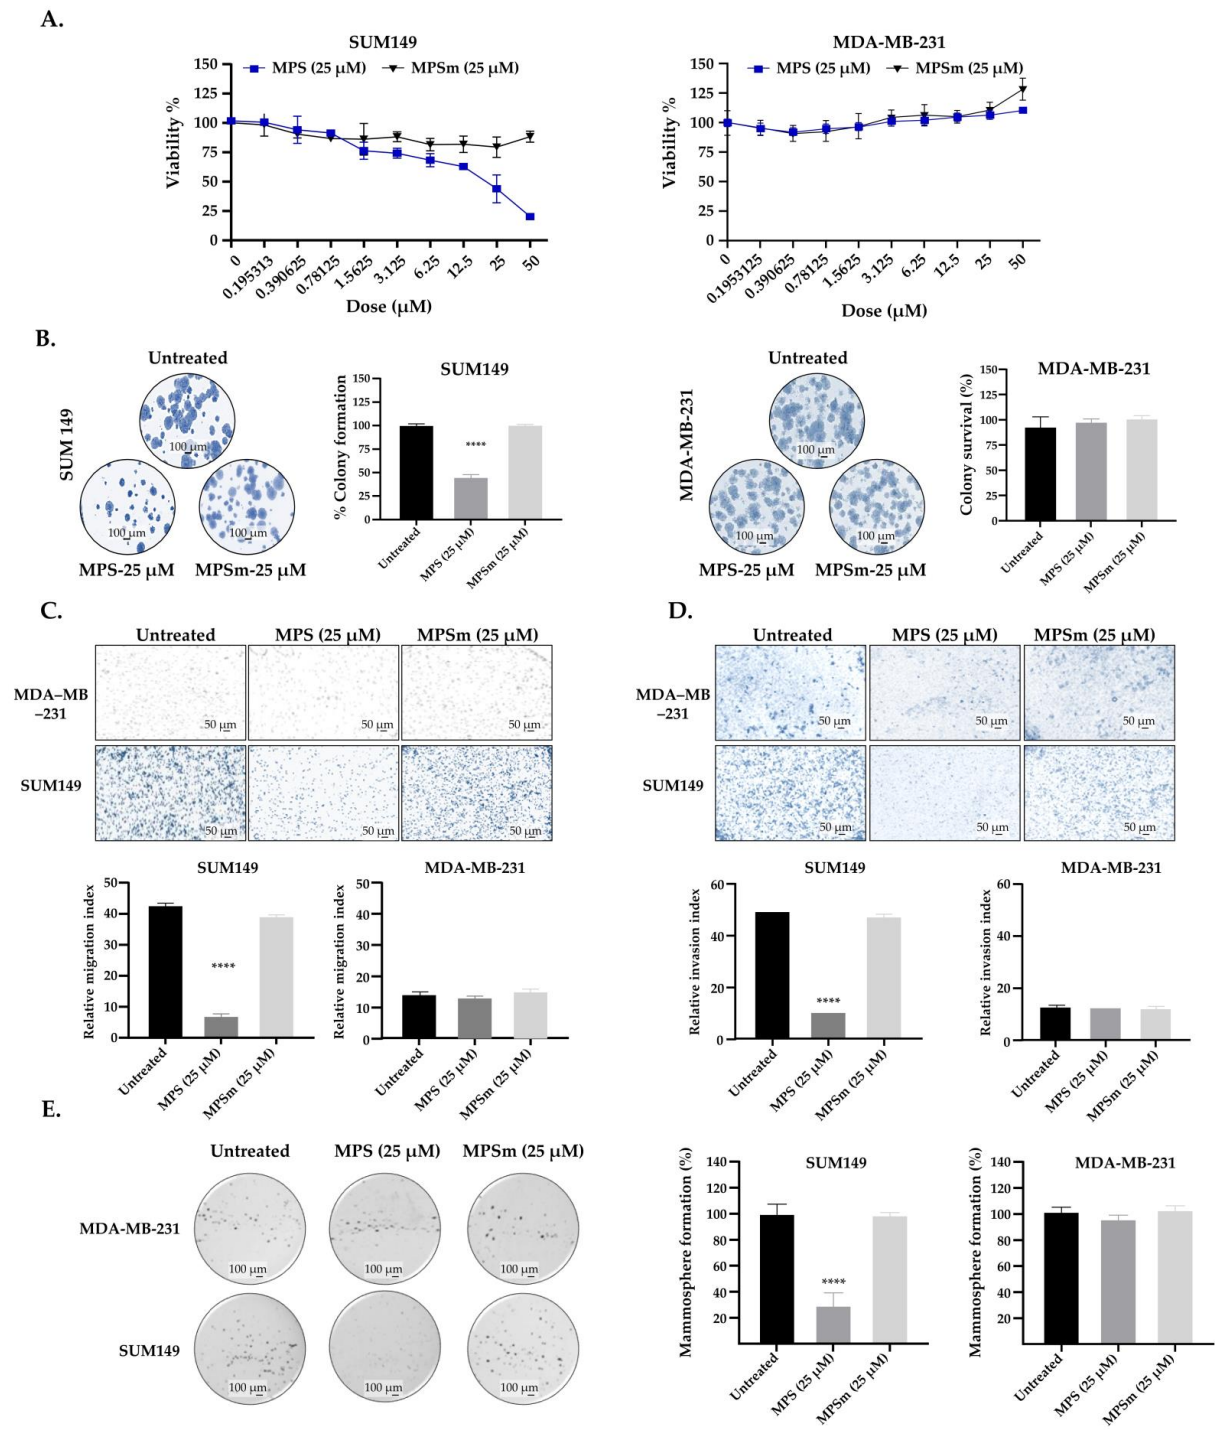 A.
SUM149
MPS (25 µM) MPSm (25 µM)
Viability %
150
125
100
75
50
25
0
0 0.195313 0.390625 0.78125 1.5625 3.125 6.25 12.5 25 50
Dose (µM)
MDA-MB-231
MPS (25 µM) MPSm (25 µM)
Viability %
150
125
100
75
50
25
0
0 0.1953125 0.390625 0.78125 1.5625 3.125 6.25 12.5 25 50
Dose (µM)
B.
SUM 149
Untreated
100 µm
100 µm
100 µm
MPS-25 µM MPSm-25 µM
SUM149
% Colony formation
150
125
100
75
50
25
0
****
Untreated MPS (25 µM) MPSm (25 µM)
MDA-MB-231
Untreated
100 µm
100 µm
100 µm
MPS-25 µM MPSm-25 µM
MDA-MB-231
Colony survival (%)
150
125
100
75
50
25
0
Untreated MPS (25 µM) MPSm (25 µM)
C.
Untreated MPS (25 µM) MPSm (25 µM)
MDA–MB
–231
50 µm 50 µm 50 µm
SUM149
50 µm 50 µm 50 µm
SUM149
Relative migration index
50
40
30
20
10
0
****
Untreated MPS (25 µM) MPSm (25 µM)
MDA-MB-231
Relative migration index
50
40
30
20
10
0
Untreated MPS (25 µM) MPSm (25 µM)
D.
Untreated MPS (25 µM) MPSm (25 µM)
MDA–MB
–231
50 µm 50 µm 50 µm
SUM149
50 µm 50 µm 50 µm
SUM149
Relative invasion index
60
40
20
0
****
Untreated MPS (25 µM) MPSm (25 µM)
MDA-MB-231
Relative invasion index
60
40
20
0
Untreated MPS (25 µM) MPSm (25 µM)
E.
Untreated MPS (25 µM) MPSm (25 µM)
MDA-MB-231
100 µm 100 µm 100 µm
SUM149
100 µm 100 µm 100 µm
SUM149
Mammosphere formation (%)
140
120
100
80
60
40
20
****
Untreated MPS (25 µM) MPSm (25 µM)
MDA-MB-231
Mammosphere formation (%)
140
120
100
80
60
40
20
Untreated MPS (25 µM) MPSm (25 µM)